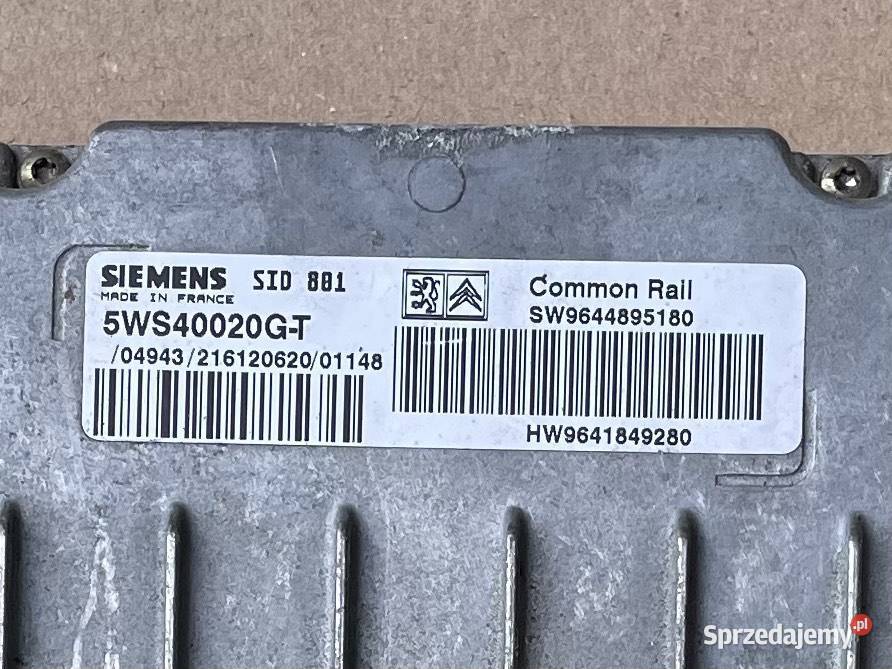 SIEMENS SID 801
MADE IN FRANCE
5WS40020G-T
/04943/216120620/01148
Common Rail
SW9644895180
HW9641849280
Sprzedajemy.pl